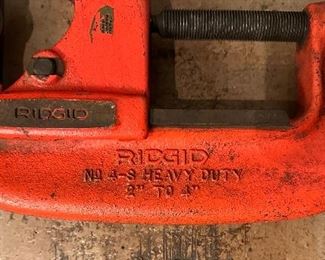 RIDGID
RIDGID
No 4-S HEAVY DUTY
2" TO 4"